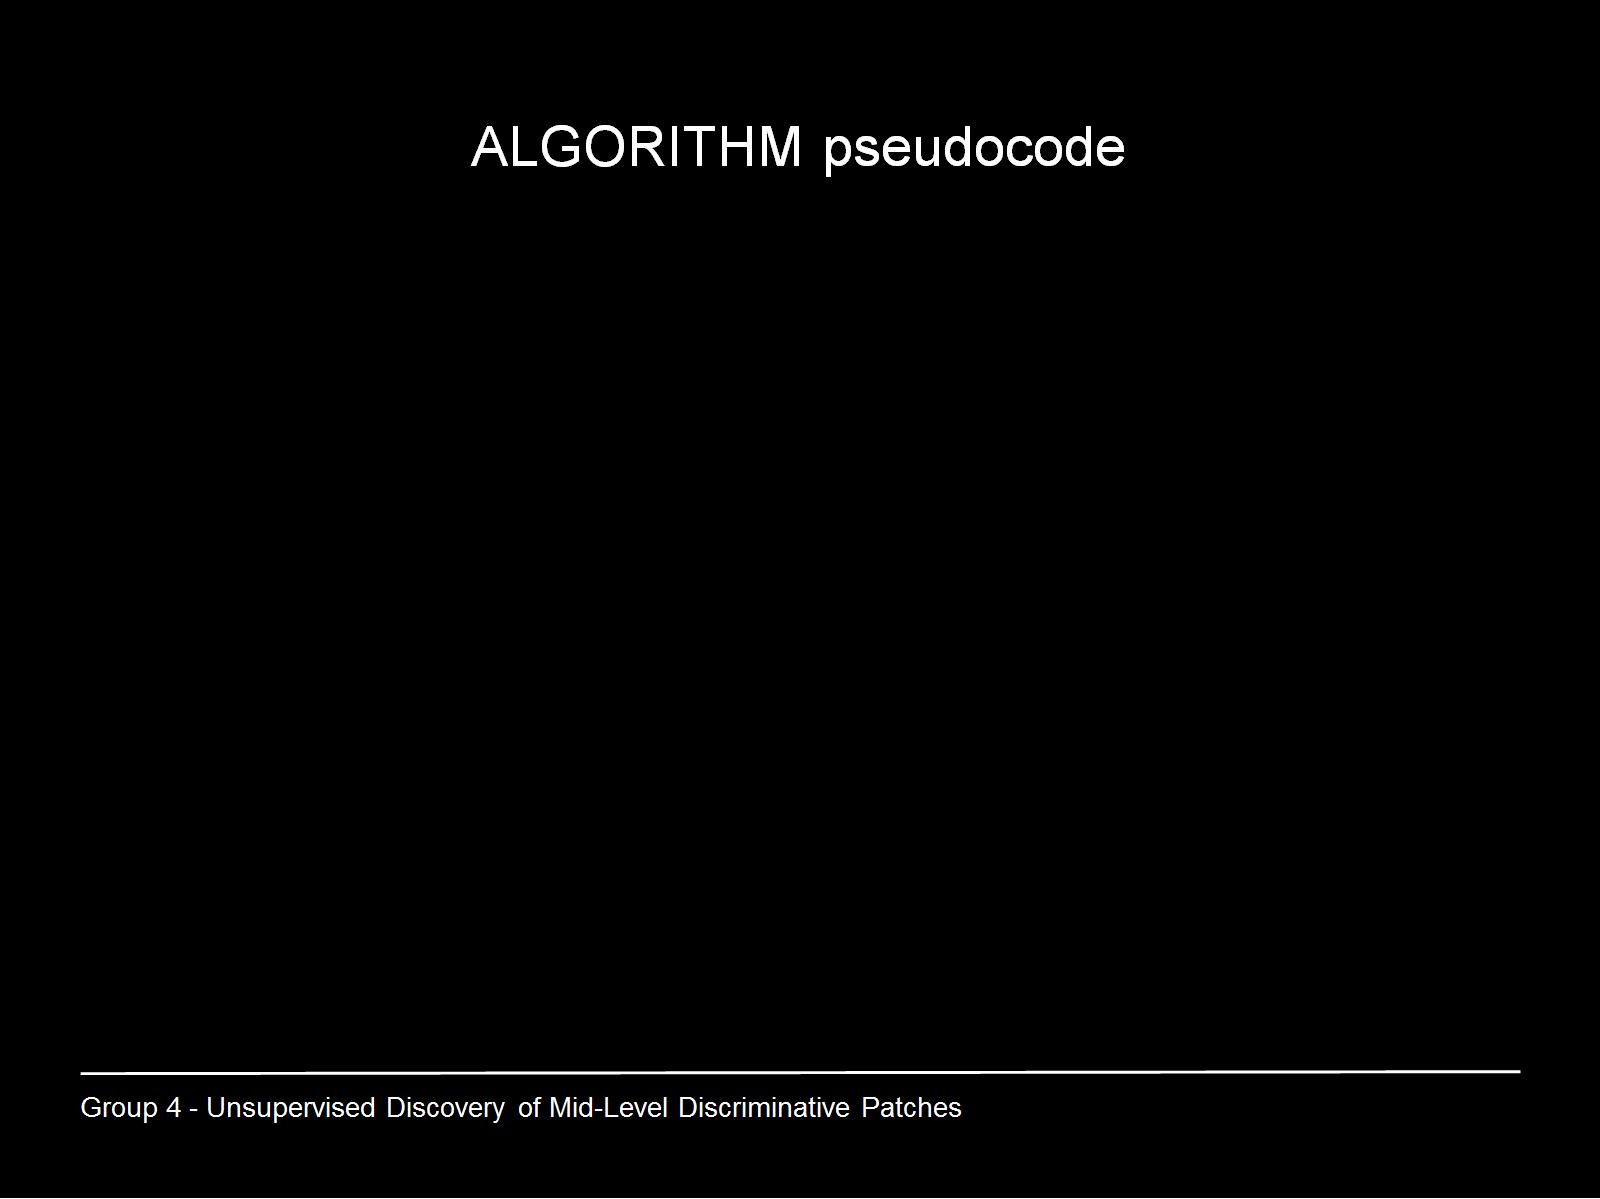 ALGORITHM pseudocode
Group 4 - Unsupervised Discovery of Mid-Level Discriminative Patches